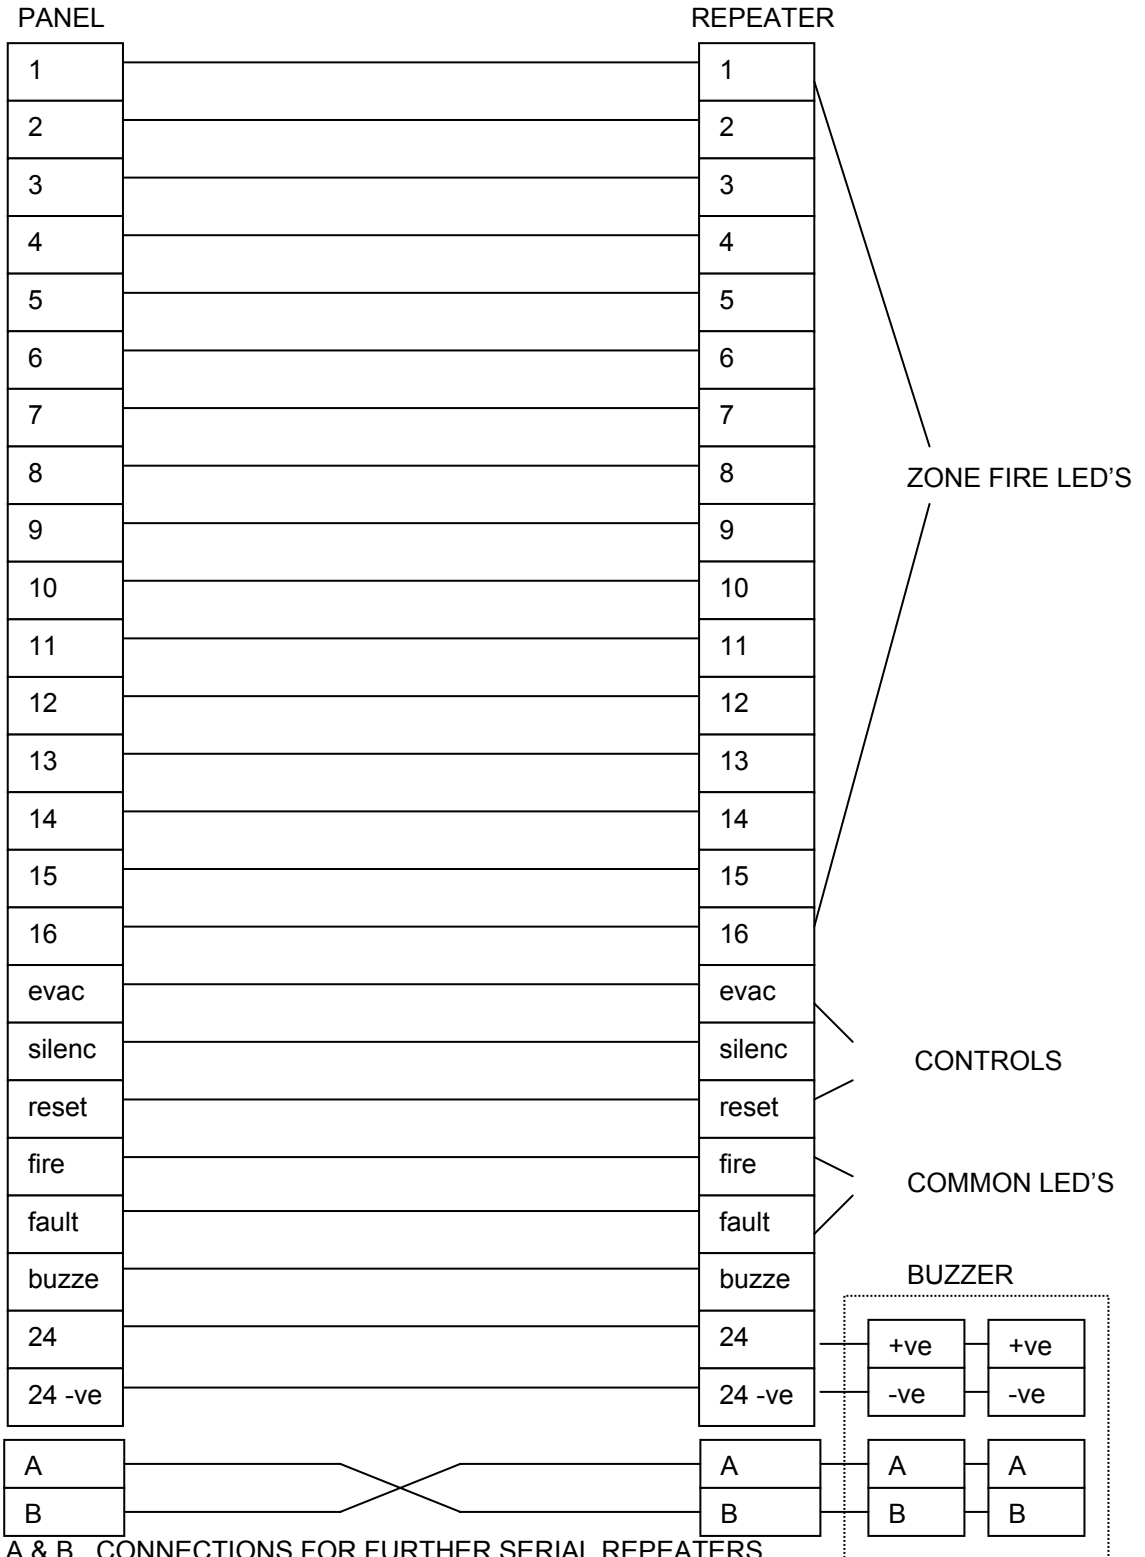 PANEL REPEATER
1 1
2 2
3 3
4 4
5 5
6 6
7 7
8 8 ZONE FIRE LED’S
9 9
10 10
11 11
12 12
13 13
14 14
15 15
16 16
evac evac
silenc silenc CONTROLS
reset reset
fire fire COMMON LED’S
fault fault
buzze buzze BUZZER
24 24 +ve +ve
24 -ve 24 -ve -ve -ve
A A A A
B B B B
A & B CONNECTIONS FOR FURTHER SERIAL REPEATERS